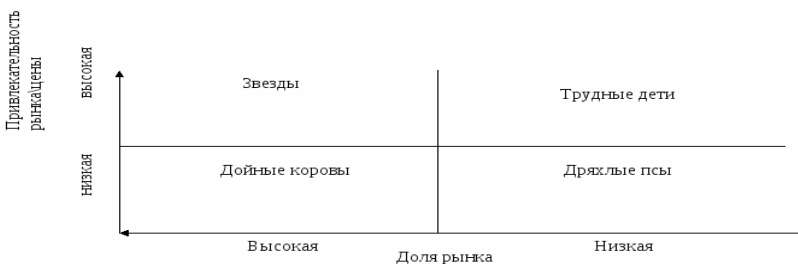 Привлекательность
рынка\цены
высокая
низкая
Звезды
Трудные дети
Дойные коровы
Дряхлые псы
Высокая
Низкая
Доля рынка